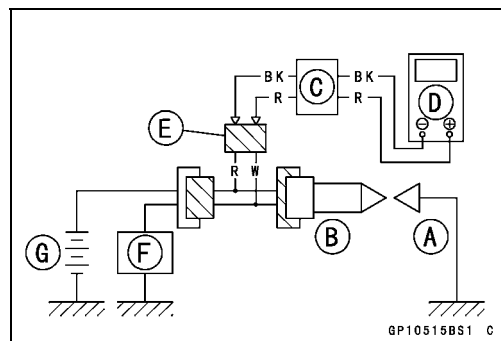 BK C BK
R R D
E
R W
G F B A
GP10515BS1 C